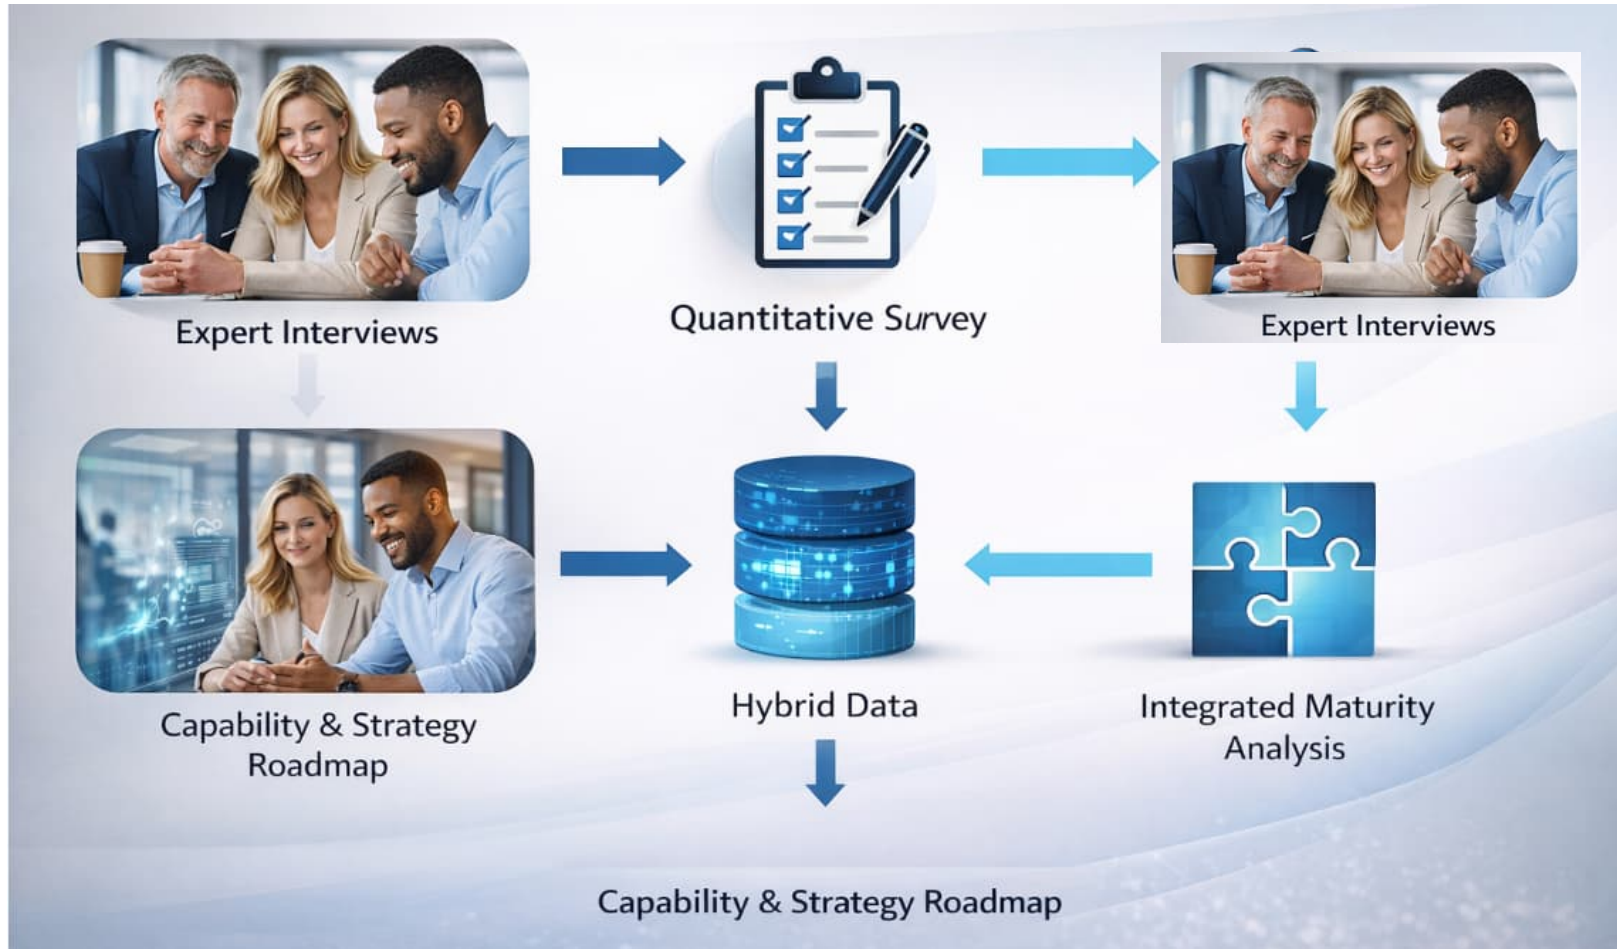 Expert Interviews
Quantitative Survey
Expert Interviews
Capability & Strategy
Roadmap
Hybrid Data
Integrated Maturity
Analysis
Capability & Strategy Roadmap